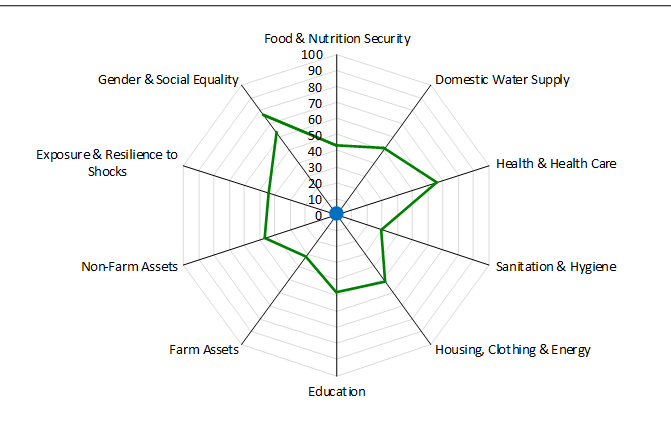 Food & Nutrition Security
100
90
80
70
60
50
40
30
20
10
0
Domestic Water Supply
Health & Health Care
Sanitation & Hygiene
Housing, Clothing & Energy
Education
Farm Assets
Non-Farm Assets
Exposure & Resilience to
Shocks
Gender & Social Equality